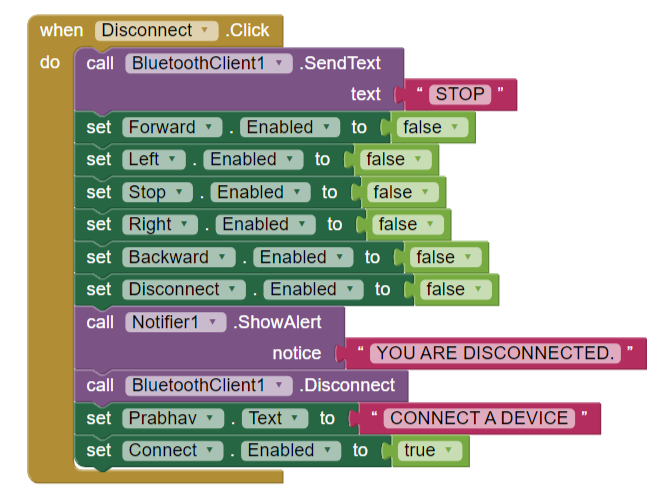 when Disconnect .Click
do call BluetoothClient1 .SendText
text " STOP "
set Forward . Enabled to false
set Left . Enabled to false
set Stop . Enabled to false
set Right . Enabled to false
set Backward . Enabled to false
set Disconnect . Enabled to false
call Notifier1 .ShowAlert
notice " YOU ARE DISCONNECTED. "
call BluetoothClient1 .Disconnect
set Prabhav . Text to " CONNECT A DEVICE "
set Connect . Enabled to true